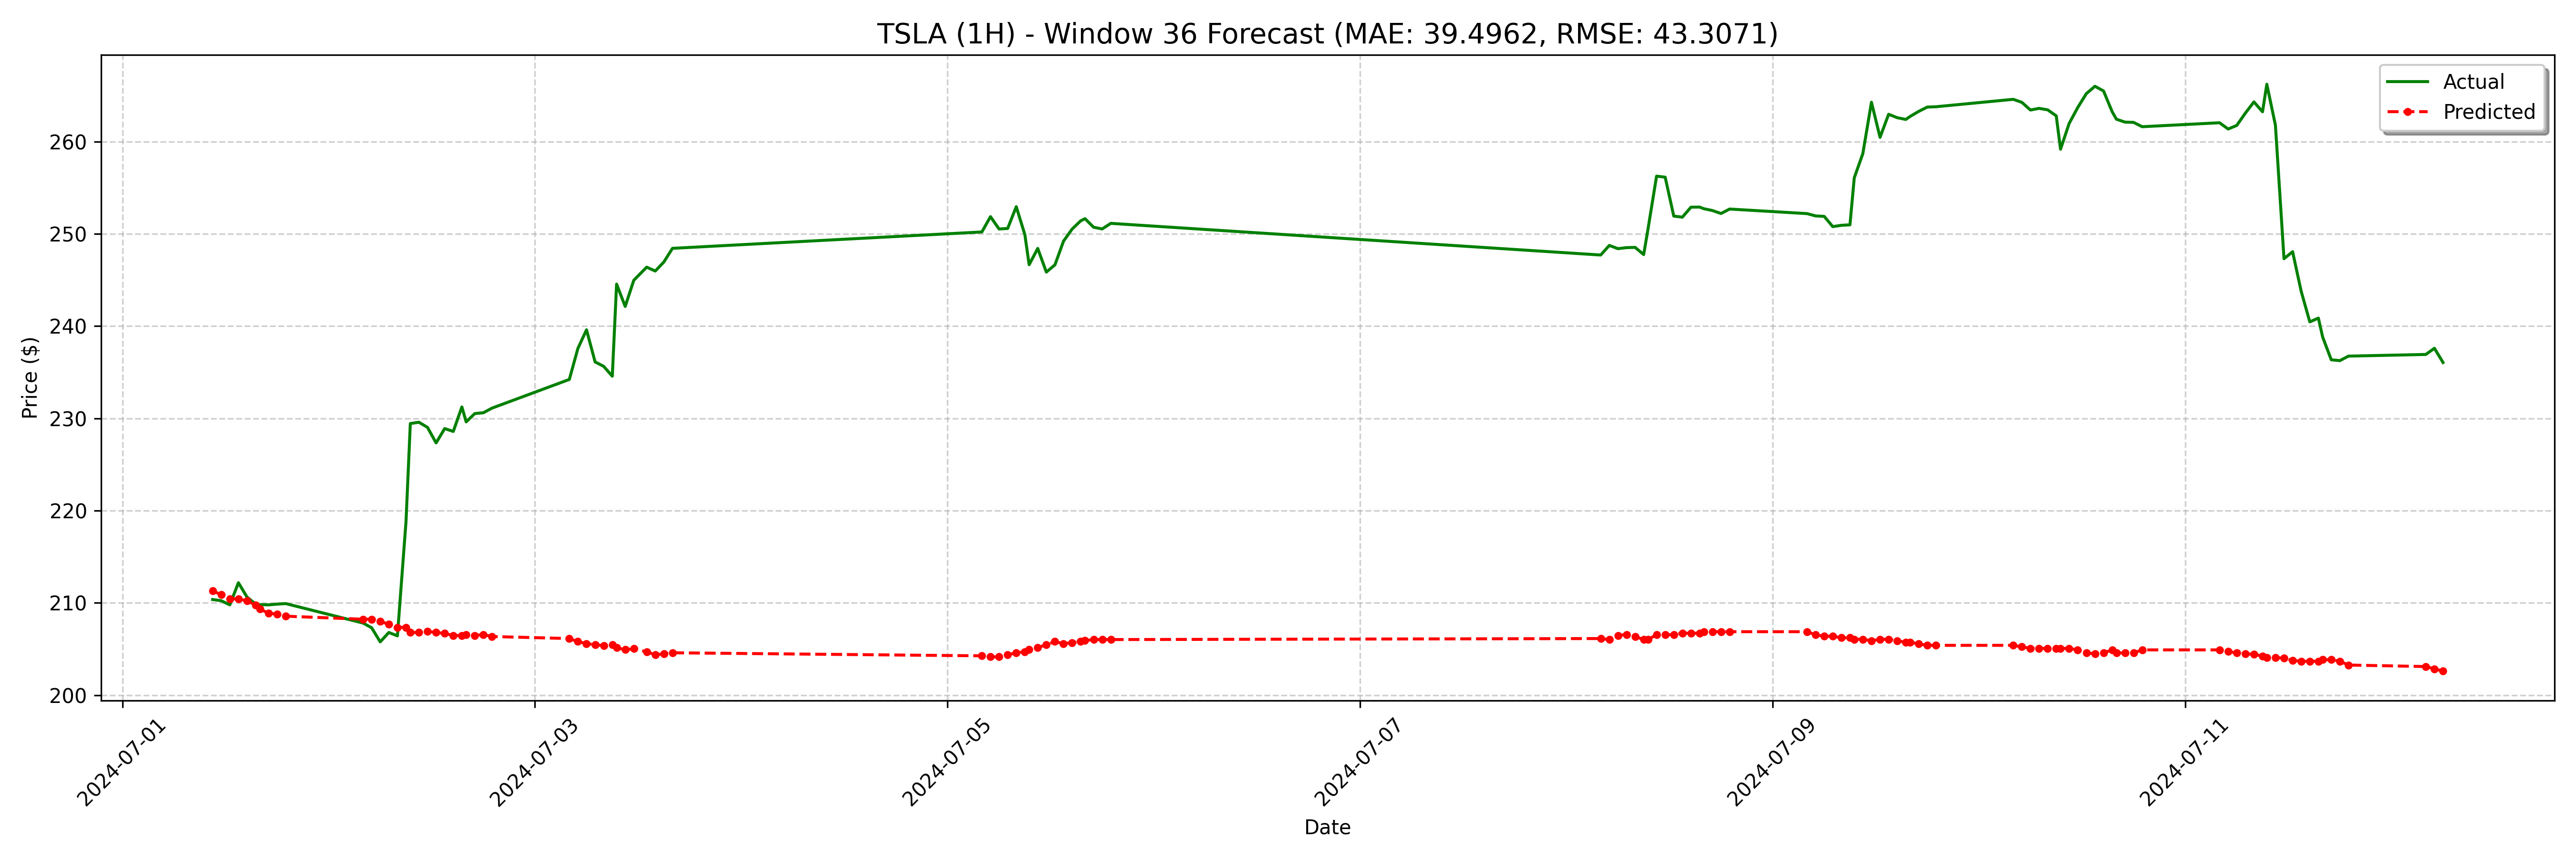 TSLA (1H) - Window 36 Forecast (MAE: 39.4962, RMSE: 43.3071)
Actual
Predicted
Price ($)
260
250
240
230
220
210
200
2024-07-01
2024-07-03
2024-07-05
2024-07-07
2024-07-09
2024-07-11
Date